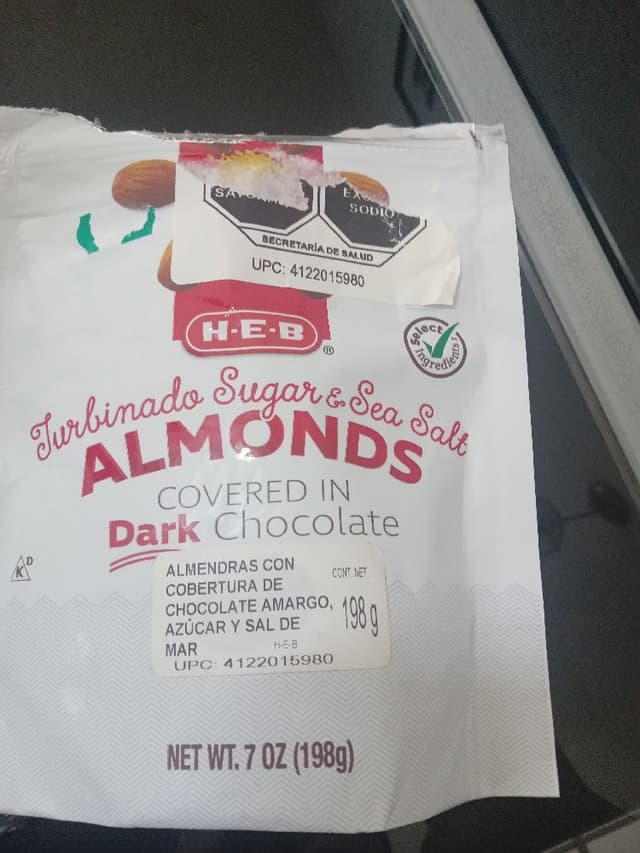 SODIO
SECRETARÍA DE SALUD
UPC: 4122015980
H-E-B
®
Select
Ingredients
Turbinado Sugar & Sea Salt
ALMONDS
COVERED IN
Dark Chocolate
K D
ALMENDRAS CON
COBERTURA DE
CHOCOLATE AMARGO,
AZÚCAR Y SAL DE
MAR
CONT. NET
198 g
H-E-B
UPC: 4122015980
NET WT. 7 OZ (198g)